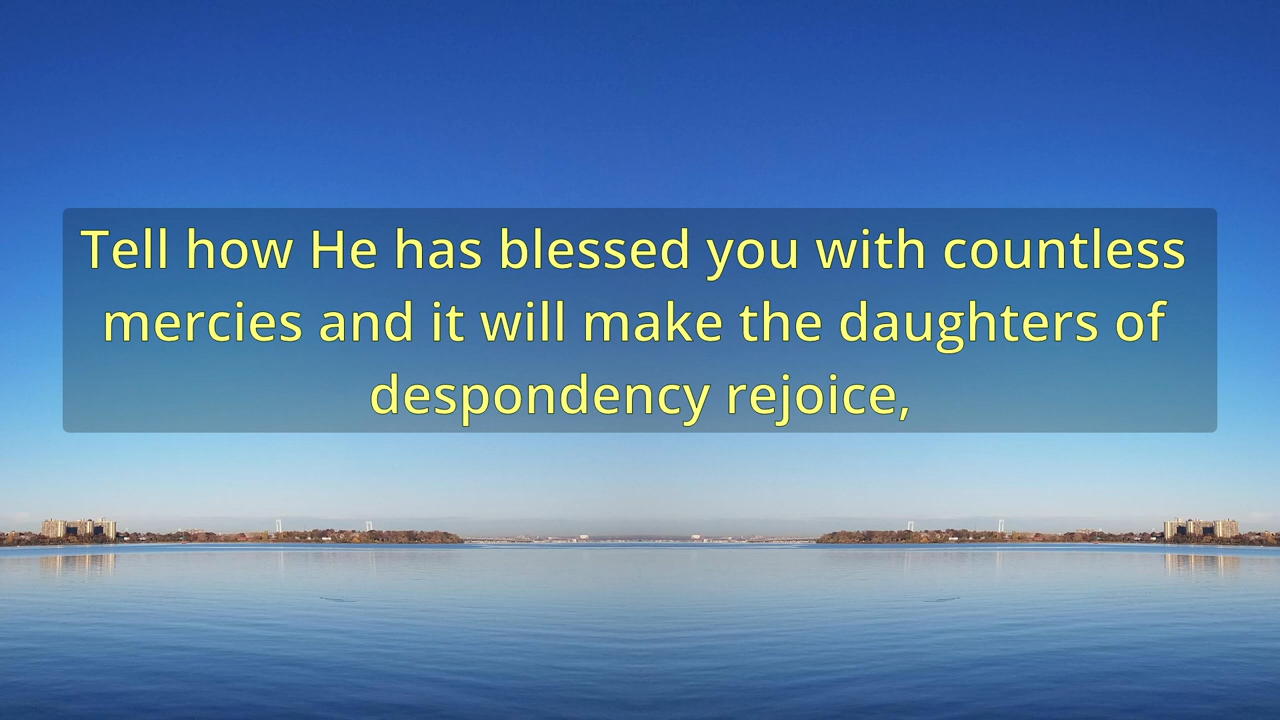 Tell how He has blessed you with countless
mercies and it will make the daughters of
despondency rejoice,